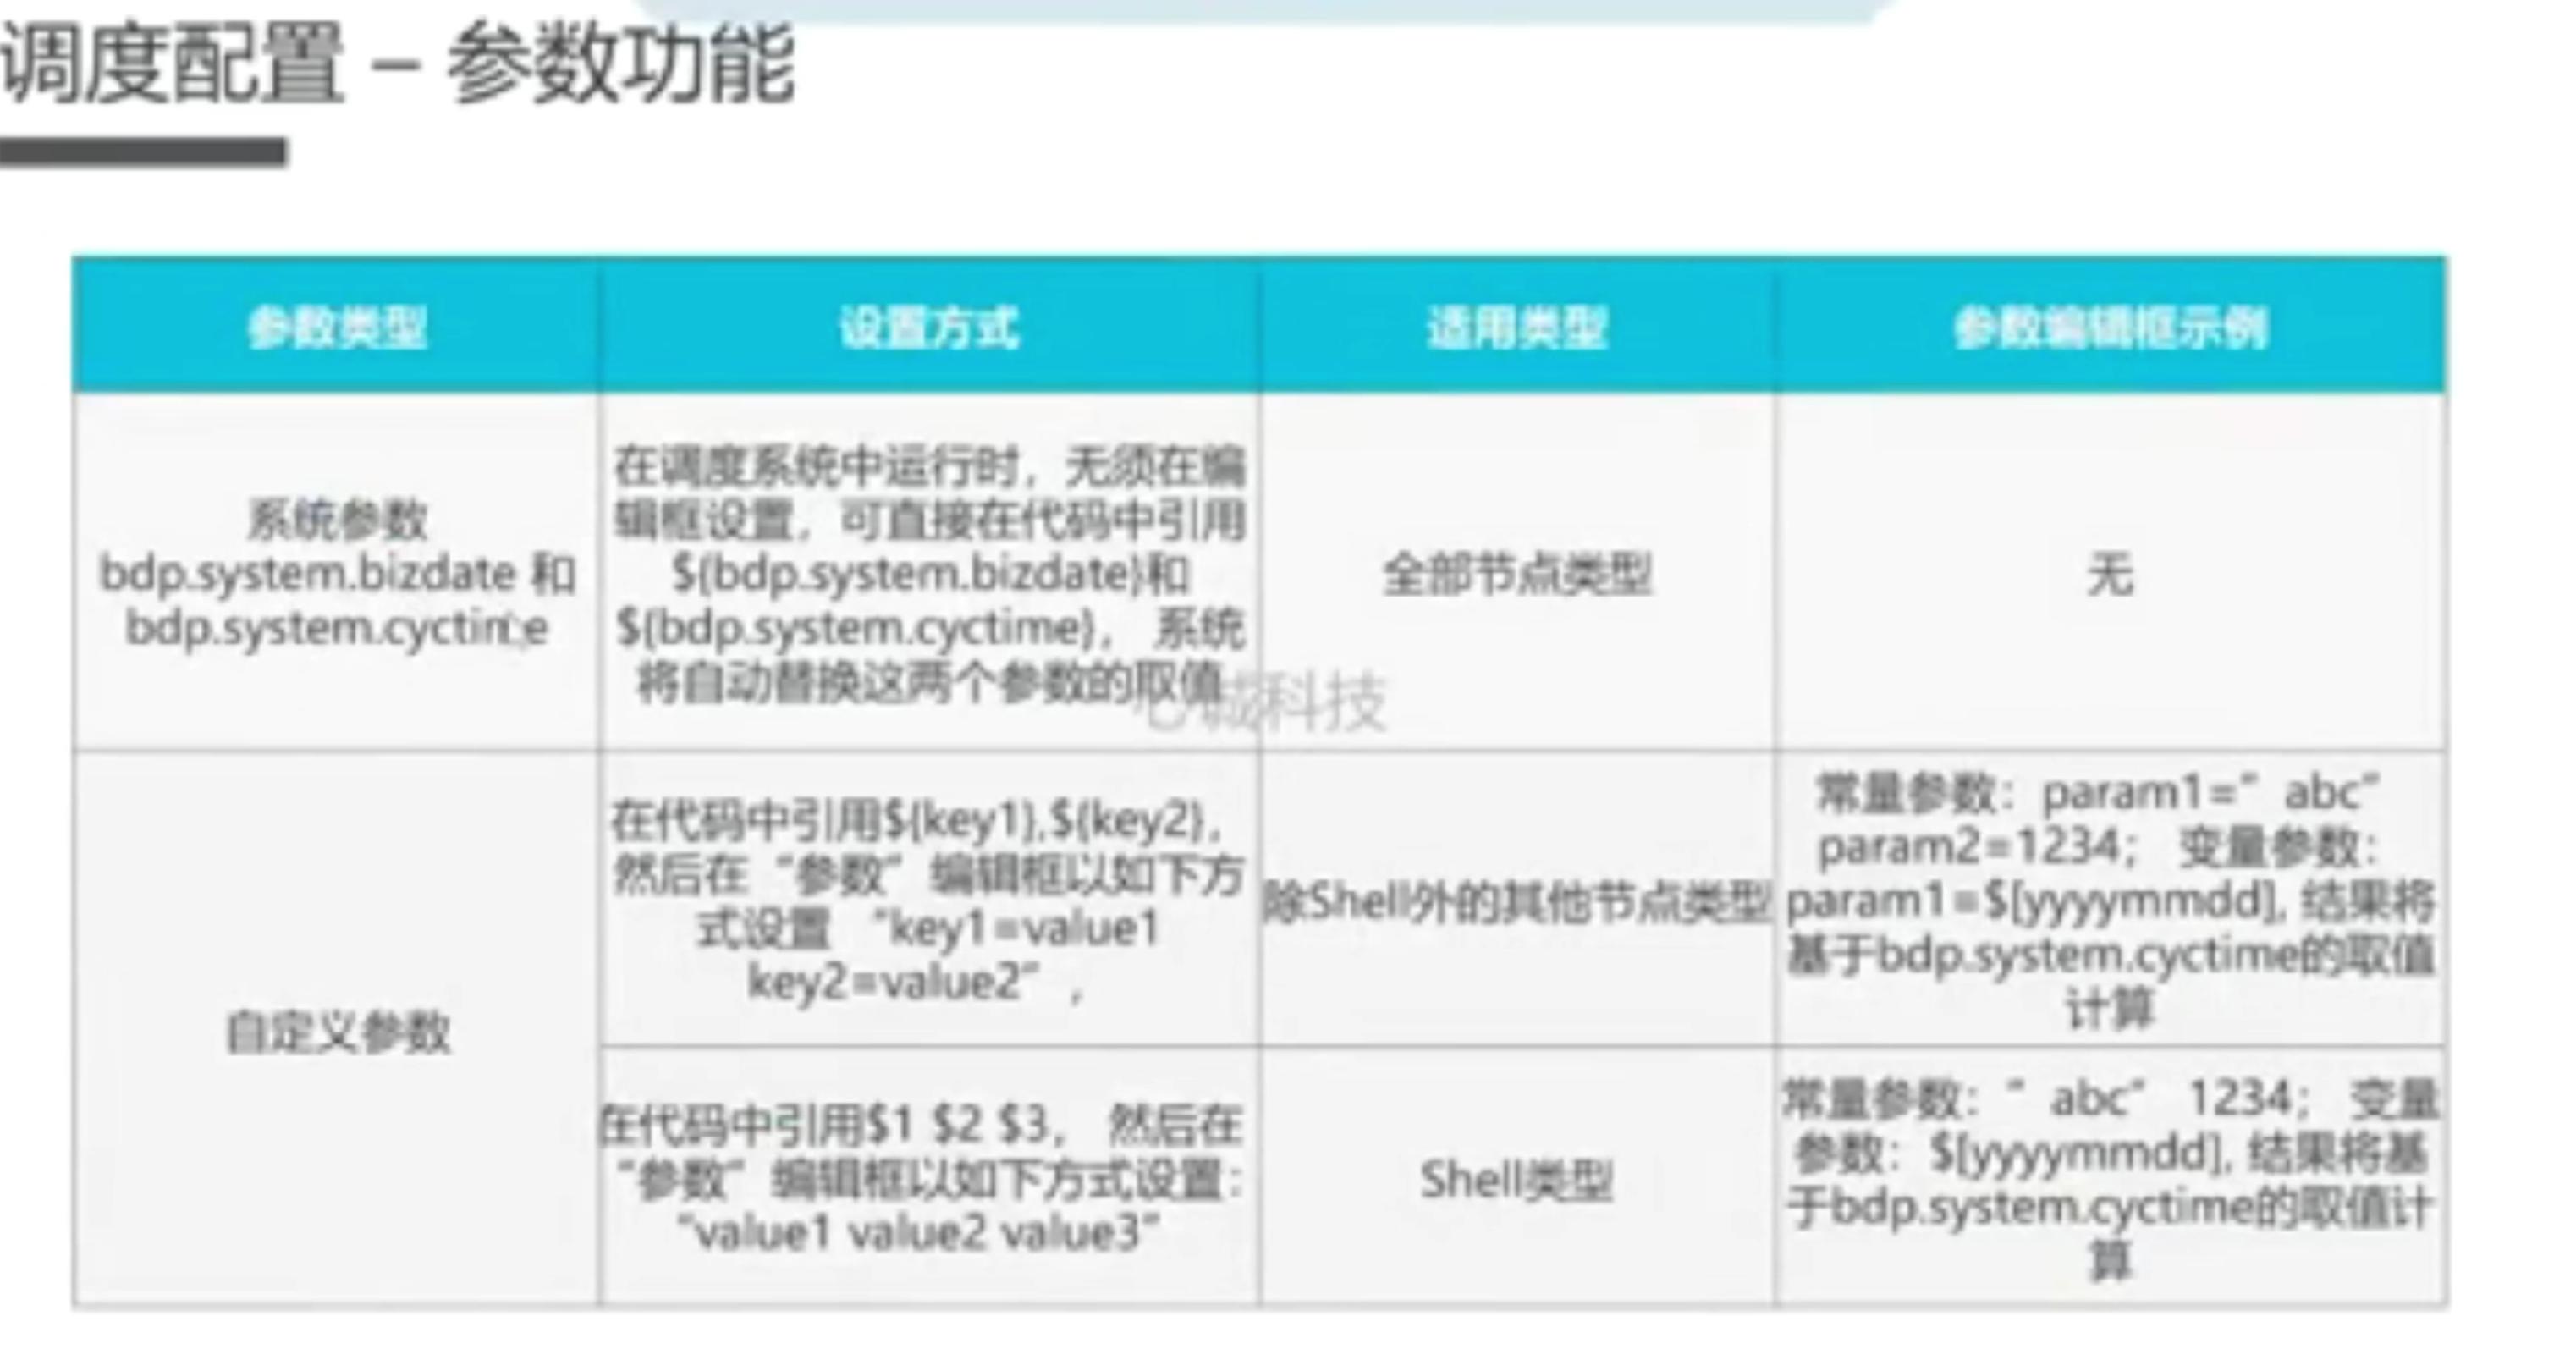 调度配置 – 参数功能
参数类型
设置方式
适用类型
参数编辑框示例
系统参数
bdp.system.bizdate 和
bdp.system.cyctime
在调度系统中运行时，无须在编
辑框设置，可直接在代码中引用
${bdp.system.bizdate}和
${bdp.system.cyctime}， 系统
将自动替换这两个参数的取值
全部节点类型
无
自定义参数
在代码中引用${key1},${key2}，
然后在“参数”编辑框以如下方
式设置 “key1=value1
key2=value2”，
除Shell外的其他节点类型
常量参数：param1=”abc”
param2=1234； 变量参数：
param1=$[yyyymmdd], 结果将
基于bdp.system.cyctime的取值
计算
在代码中引用$1 $2 $3， 然后在
“参数”编辑框以如下方式设置：
“value1 value2 value3”
Shell类型
常量参数：”abc” 1234； 变量
参数：$[yyyymmdd], 结果将基
于bdp.system.cyctime的取值计
算
诚科技